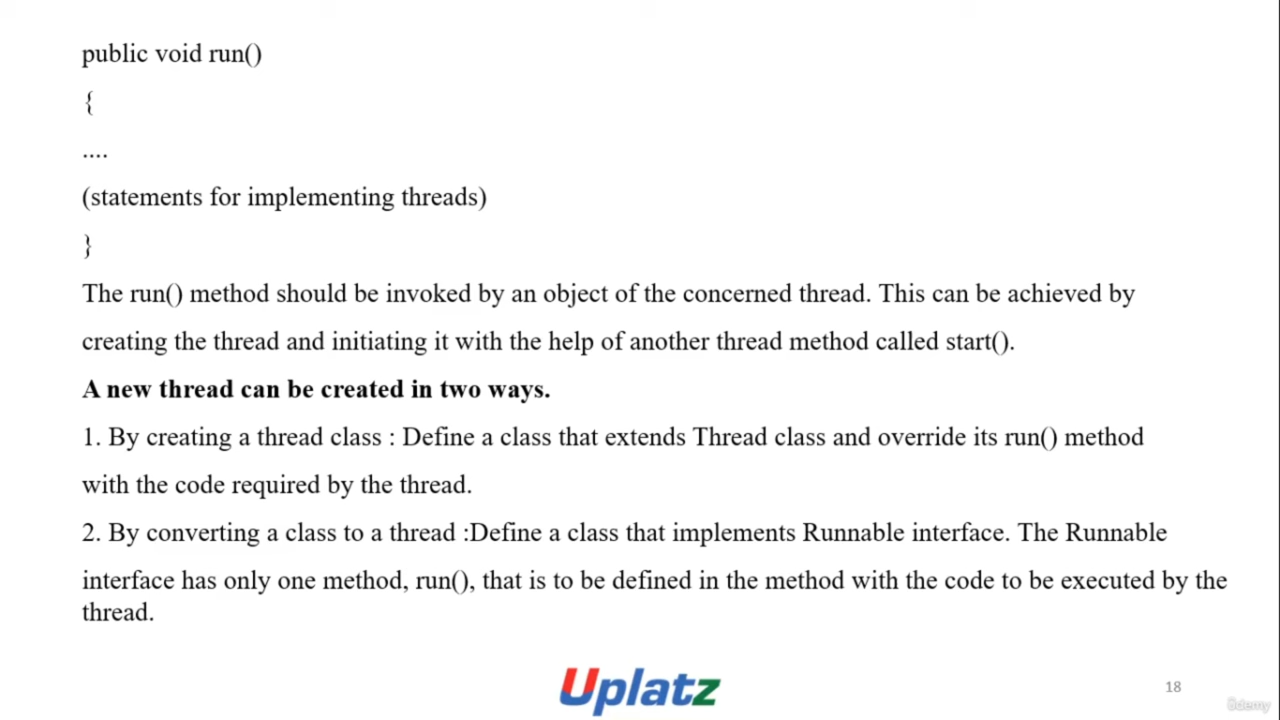 public void run()
{
....
(statements for implementing threads)
}
The run() method should be invoked by an object of the concerned thread. This can be achieved by
creating the thread and initiating it with the help of another thread method called start().
A new thread can be created in two ways.
1. By creating a thread class : Define a class that extends Thread class and override its run() method
with the code required by the thread.
2. By converting a class to a thread :Define a class that implements Runnable interface. The Runnable
interface has only one method, run(), that is to be defined in the method with the code to be executed by the
thread.
Uplatz
18
ûdemy